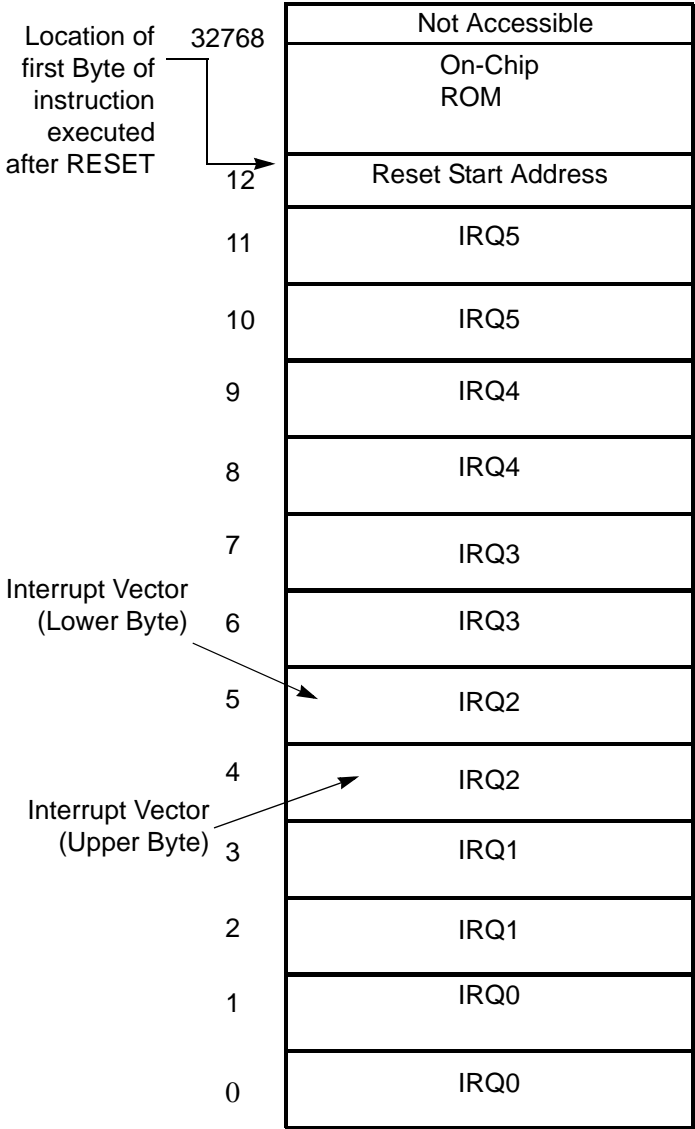 Location of
first Byte of
instruction
executed
after RESET
32768
Not Accessible
On-Chip
ROM
12
Reset Start Address
11
IRQ5
10
IRQ5
9
IRQ4
8
IRQ4
7
IRQ3
Interrupt Vector
(Lower Byte)
6
IRQ3
5
IRQ2
4
IRQ2
Interrupt Vector
(Upper Byte)
3
IRQ1
2
IRQ1
1
IRQ0
0
IRQ0